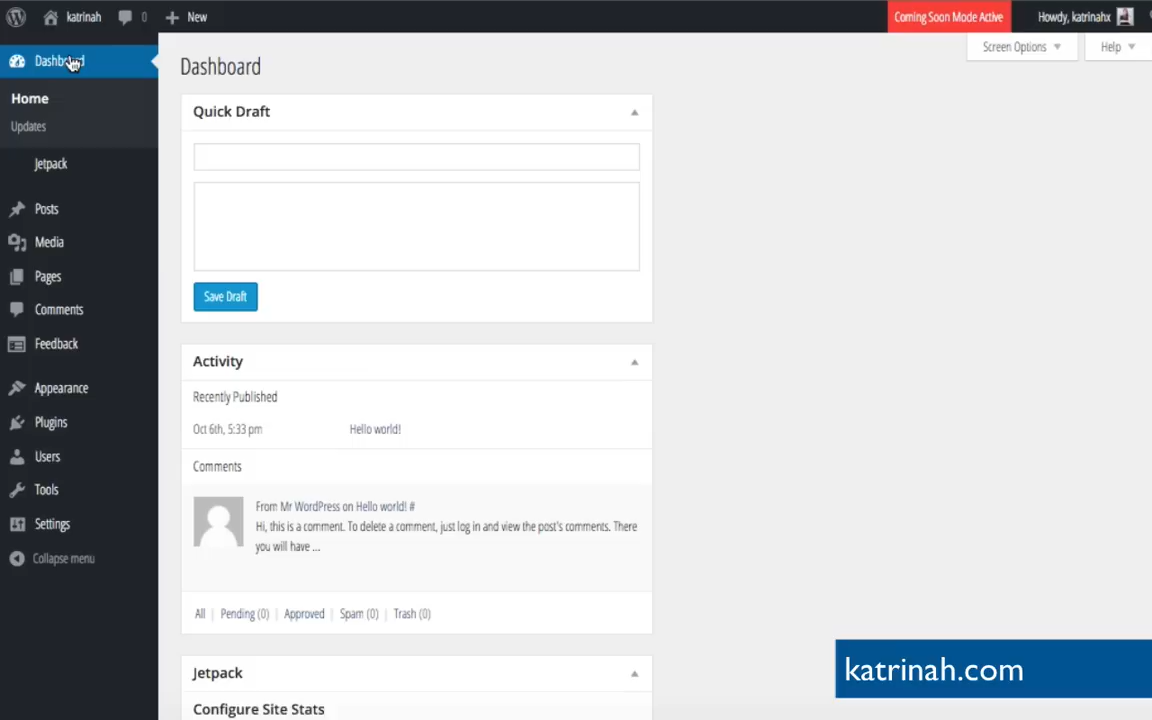 katrinah 0 New Coming Soon Mode Active Howdy, katrinahx
Screen Options Help
Dashboard
Home
Updates
Jetpack
Posts
Media
Pages
Comments
Feedback
Appearance
Plugins
Users
Tools
Settings
Collapse menu
Dashboard
Quick Draft
Save Draft
Activity
Recently Published
Oct 6th, 5:33 pm Hello world!
Comments
From Mr WordPress on Hello world! #
Hi, this is a comment. To delete a comment, just log in and view the post's comments. There
you will have ...
All | Pending (0) | Approved | Spam (0) | Trash (0)
Jetpack
Configure Site Stats
katrinah.com